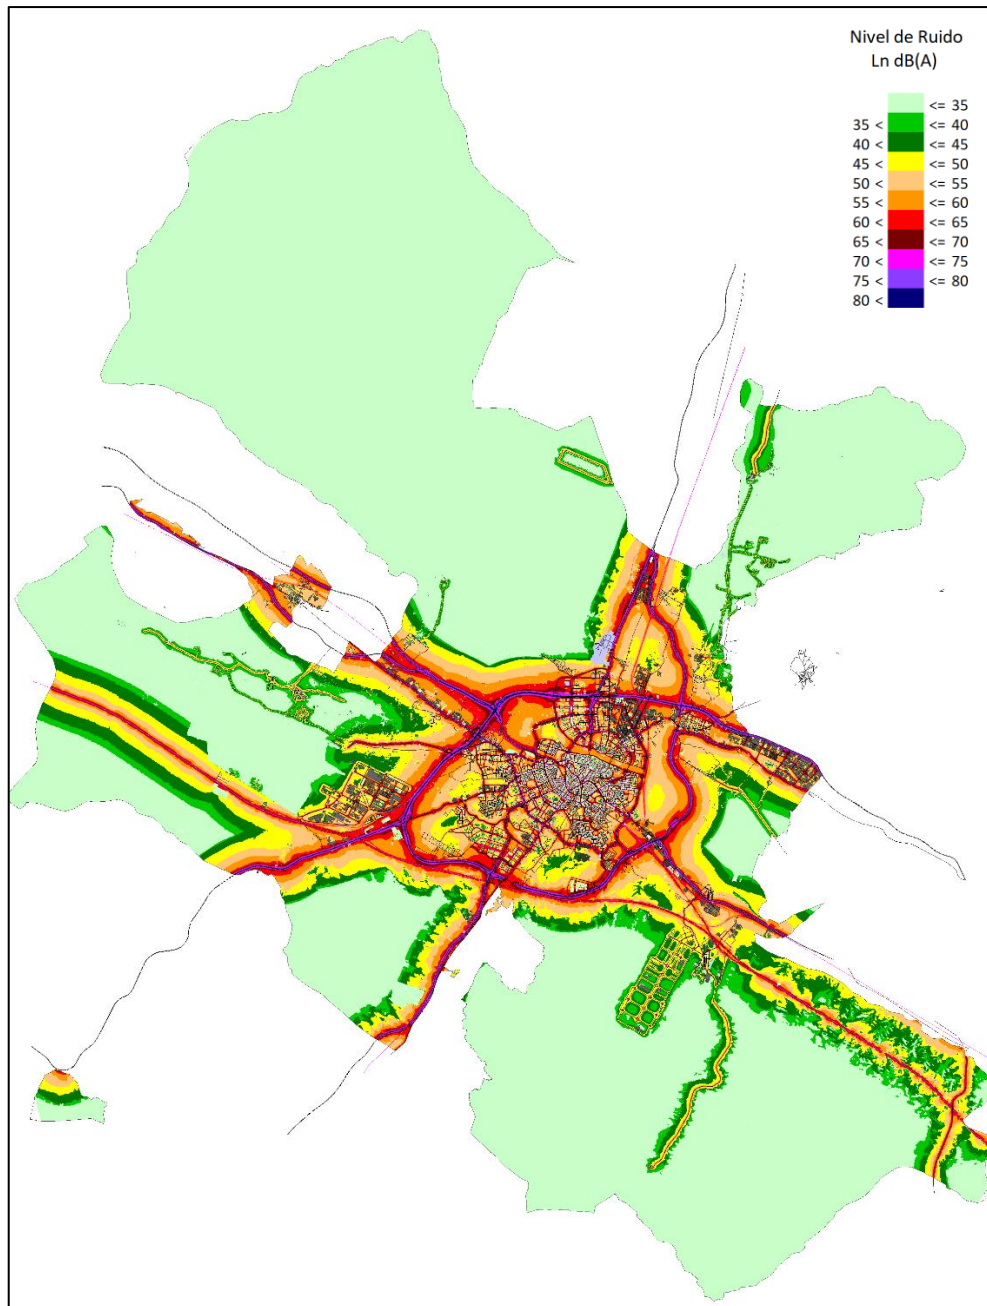 Nivel de Ruido
Ln dB(A)
<= 35
35 < <= 40
40 < <= 45
45 < <= 50
50 < <= 55
55 < <= 60
60 < <= 65
65 < <= 70
70 < <= 75
75 < <= 80
80 <